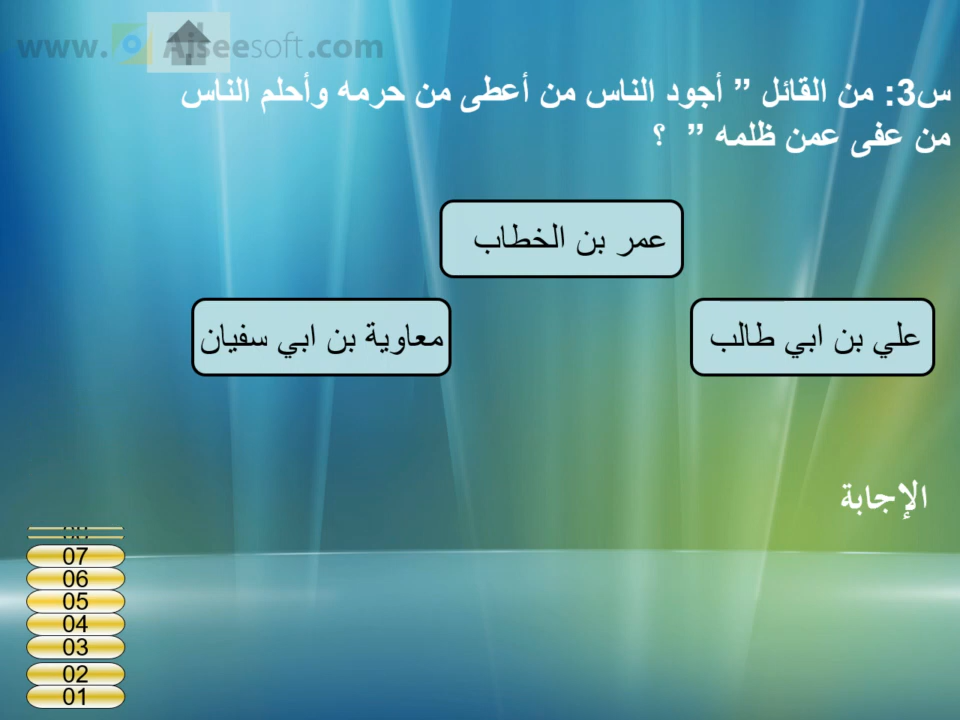 www.Aiseesoft.com
س3: من القائل ” أجود الناس من أعطى من حرمه وأحلم الناس
من عفى عمن ظلمه ” ؟
عمر بن الخطاب
علي بن ابي طالب
معاوية بن ابي سفيان
الإجابة
07
06
05
04
03
02
01